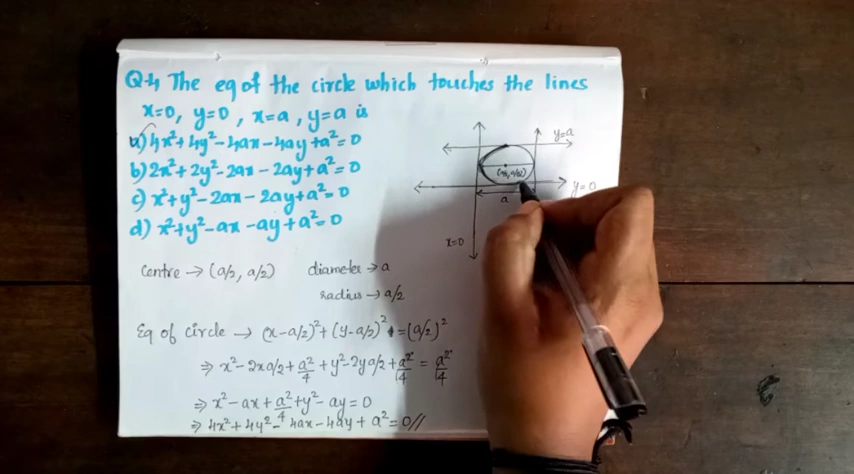 Q4, The eq of the circle which touches the lines
x=0, y=0, x=a, y=a is
a) 4x²+4y²-4ax-4ay+a²=0
b) 2x²+2y²-2ax-2ay+a²=0
c) x²+y²-2ax-2ay+a²=0
d) x²+y²-ax-ay+a²=0
y=a
(a/2, a/2)
y=0
a
x=0
Centre → (a/2, a/2) diameter → a
radius → a/2
Eq of circle → (x-a/2)²+(y-a/2)²=(a/2)²
⇒ x²-2xa/2+a²/4+y²-2ya/2+a²/4=a²/4
⇒ x²-ax+a²/4+y²-ay=0
⇒ 4x²+4y²-4ax-4ay+a²=0//